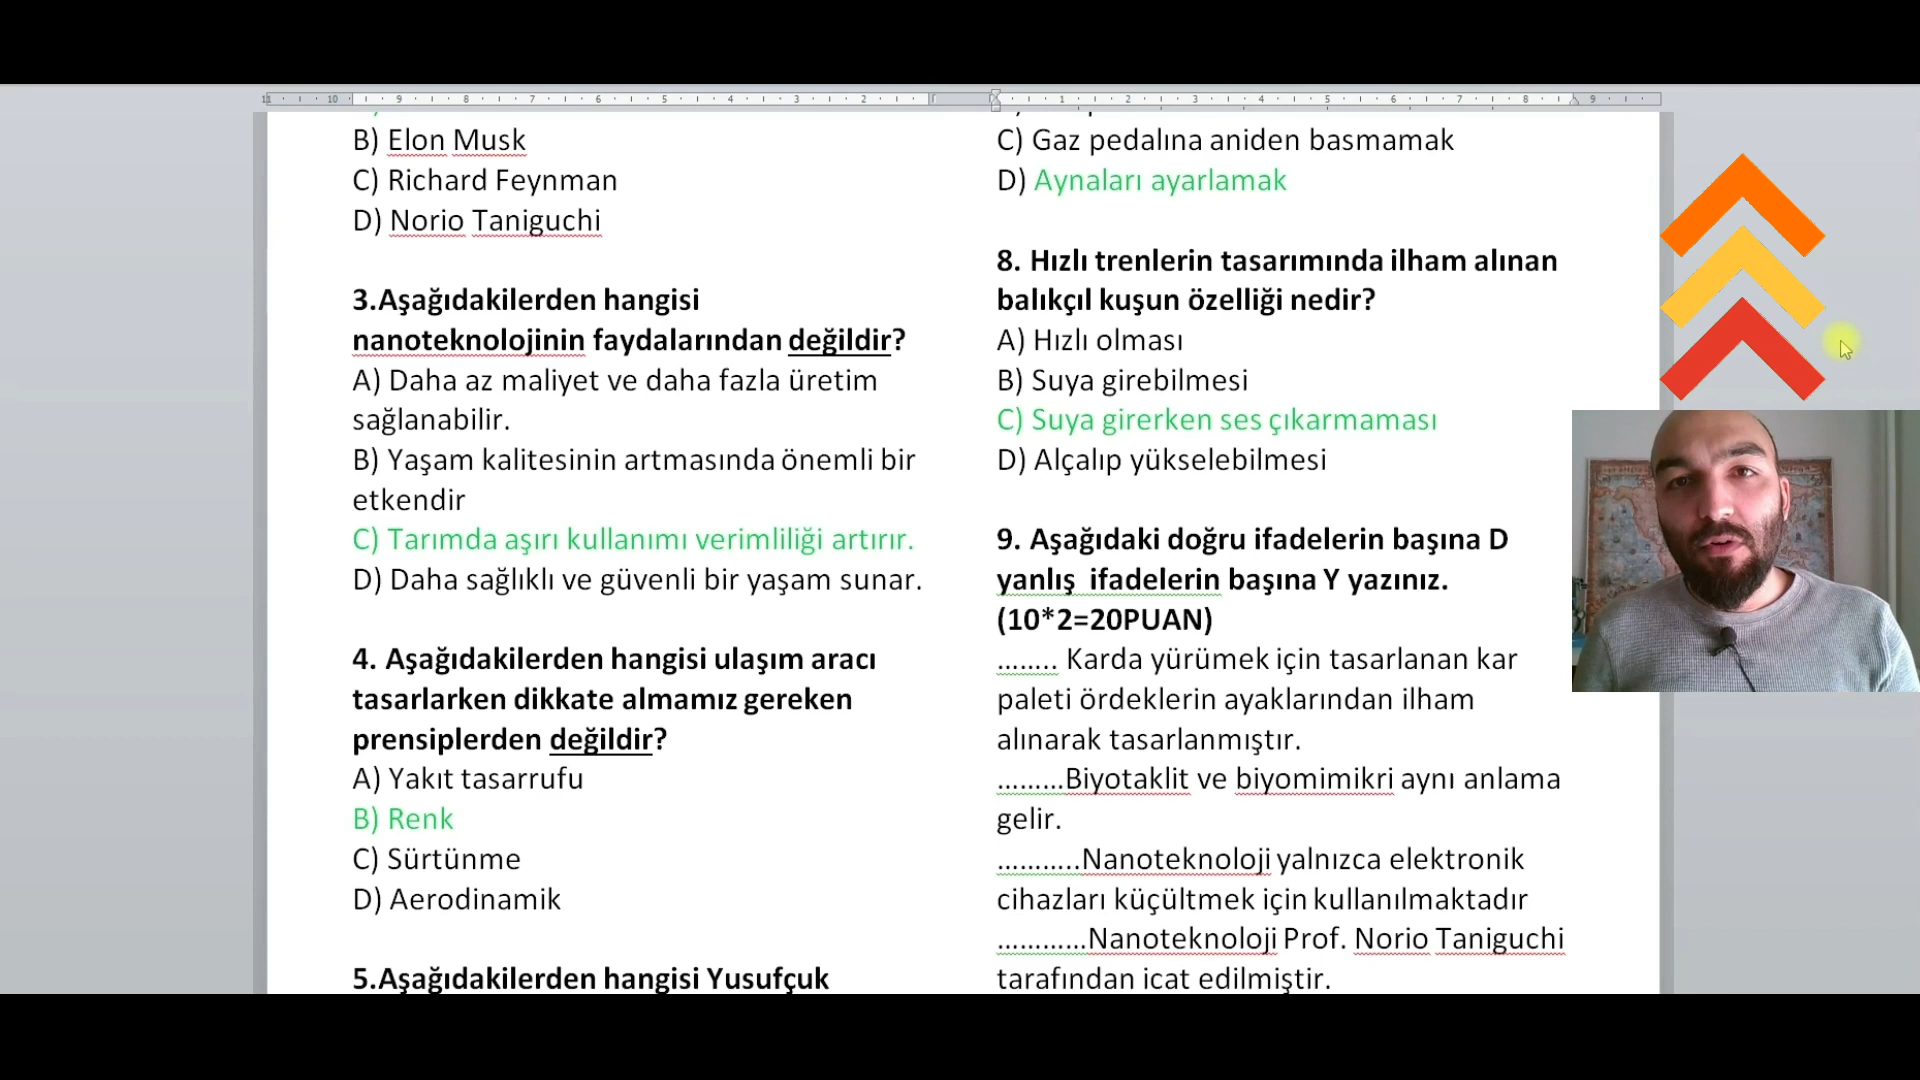 B) Elon Musk
C) Richard Feynman
D) Norio Taniguchi
3.Aşağıdakilerden hangisi
nanoteknolojinin faydalarından değildir?
A) Daha az maliyet ve daha fazla üretim
sağlanabilir.
B) Yaşam kalitesinin artmasında önemli bir
etkendir
C) Tarımda aşırı kullanımı verimliliği artırır.
D) Daha sağlıklı ve güvenli bir yaşam sunar.
4. Aşağıdakilerden hangisi ulaşım aracı
tasarlarken dikkate almamız gereken
prensiplerden değildir?
A) Yakıt tasarrufu
B) Renk
C) Sürtünme
D) Aerodinamik
5.Aşağıdakilerden hangisi Yusufçuk
C) Gaz pedalına aniden basmamak
D) Aynaları ayarlamak
8. Hızlı trenlerin tasarımında ilham alınan
balıkçıl kuşun özelliği nedir?
A) Hızlı olması
B) Suya girebilmesi
C) Suya girerken ses çıkarmaması
D) Alçalıp yükselebilmesi
9. Aşağıdaki doğru ifadelerin başına D
yanlış  ifadelerin başına Y yazınız.
(10*2=20PUAN)
........ Karda yürümek için tasarlanan kar
paleti ördeklerin ayaklarından ilham
alınarak tasarlanmıştır.
.........Biyotaklit ve biyomimikri aynı anlama
gelir.
...........Nanoteknoloji yalnızca elektronik
cihazları küçültmek için kullanılmaktadır
............Nanoteknoloji Prof. Norio Taniguchi
tarafından icat edilmiştir.